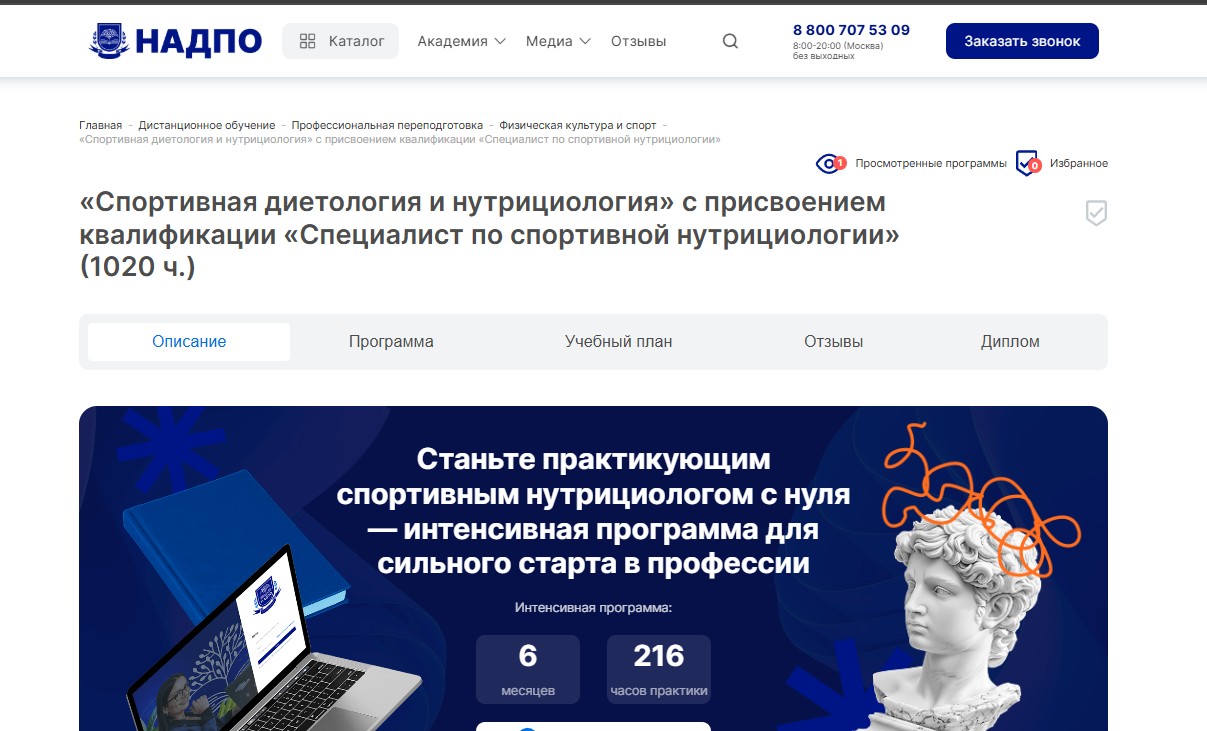 НАДПО
Каталог
Академия
Медиа
Отзывы
8 800 707 53 09
8:00-20:00 (Москва)
без выходных
Заказать звонок
Главная - Дистанционное обучение - Профессиональная переподготовка - Физическая культура и спорт -
«Спортивная диетология и нутрициология» с присвоением квалификации «Специалист по спортивной нутрициологии»
1 Просмотренные программы 0 Избранное
«Спортивная диетология и нутрициология» с присвоением
квалификации «Специалист по спортивной нутрициологии»
(1020 ч.)
Описание
Программа
Учебный план
Отзывы
Диплом
Станьте практикующим
спортивным нутрициологом с нуля
— интенсивная программа для
сильного старта в профессии
Интенсивная программа:
6
месяцев
216
часов практики